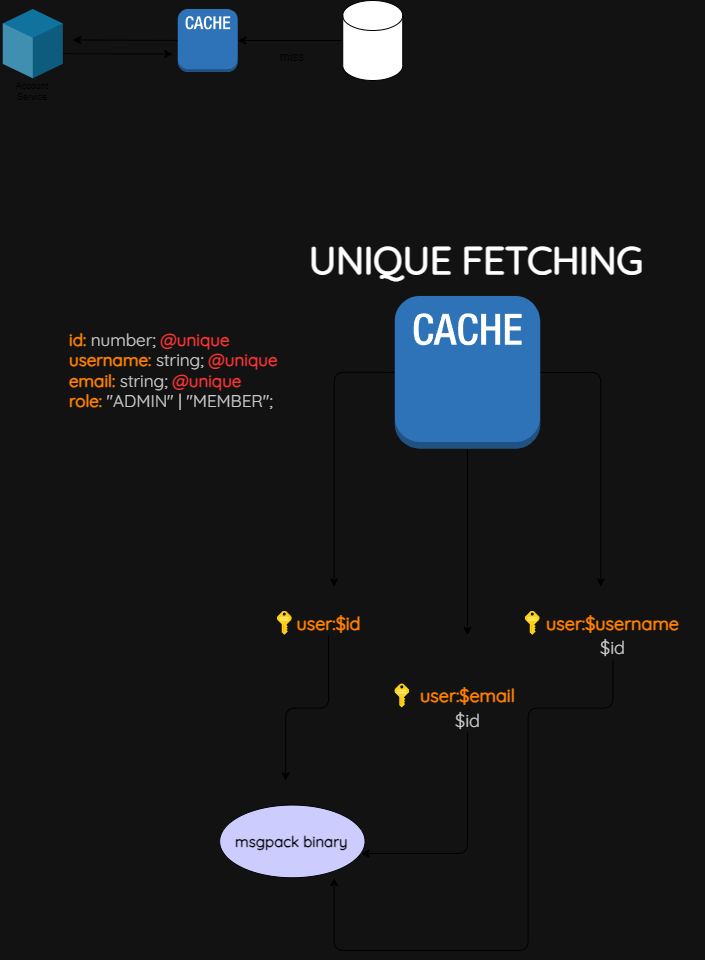 CACHE
miss
Account
Service
UNIQUE FETCHING
CACHE
id: number; @unique
username: string; @unique
email: string; @unique
role: "ADMIN" | "MEMBER";
user:$id
user:$username
$id
user:$email
$id
msgpack binary